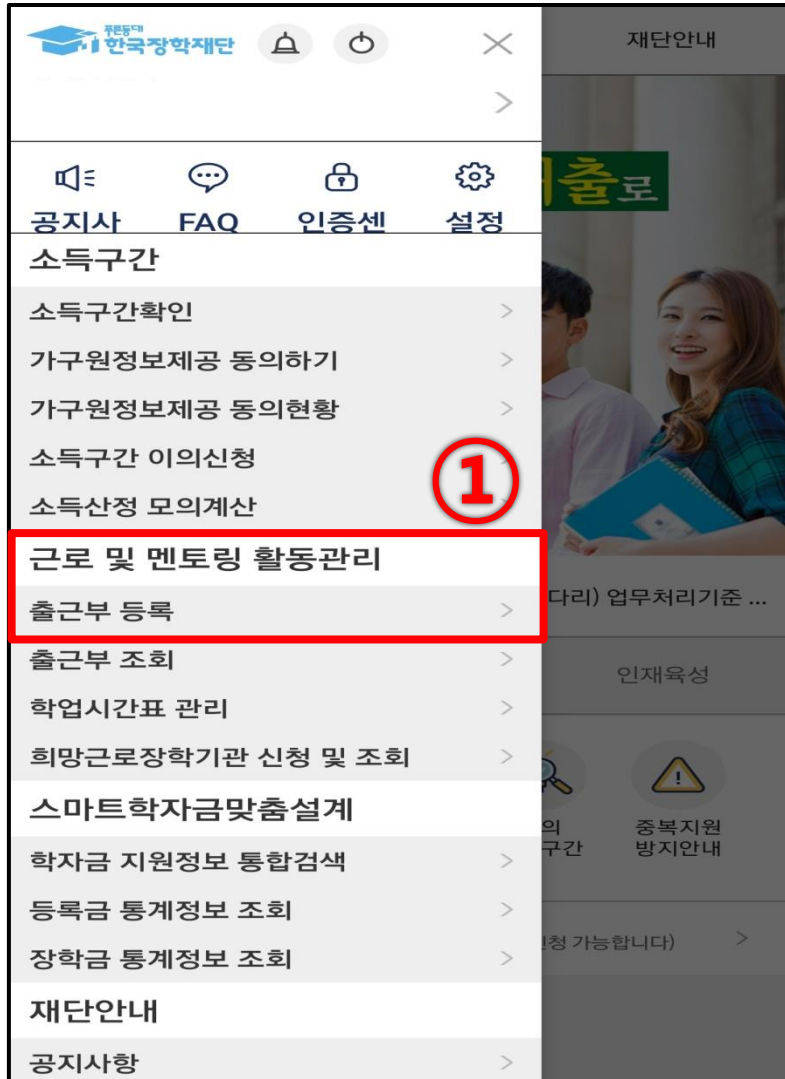 푸른등대
한국장학재단
재단안내
공지사
FAQ
인증센
설정
출로
소득구간
소득구간확인
가구원정보제공 동의하기
가구원정보제공 동의현황
소득구간 이의신청
소득산정 모의계산
①
근로 및 멘토링 활동관리
출근부 등록
다리) 업무처리기준 ...
출근부 조회
인재육성
학업시간표 관리
희망근로장학기관 신청 및 조회
스마트학자금맞춤설계
의
구간
중복지원
방지안내
학자금 지원정보 통합검색
등록금 통계정보 조회
장학금 통계정보 조회
청 가능합니다)
재단안내
공지사항